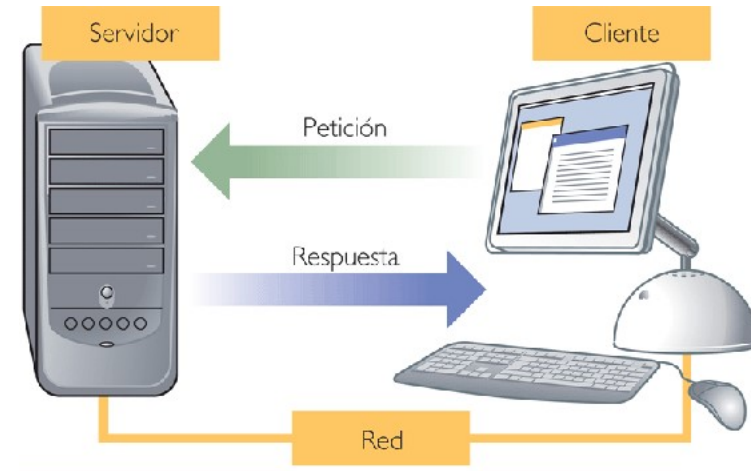 Servidor
Cliente
Petición
Respuesta
Red